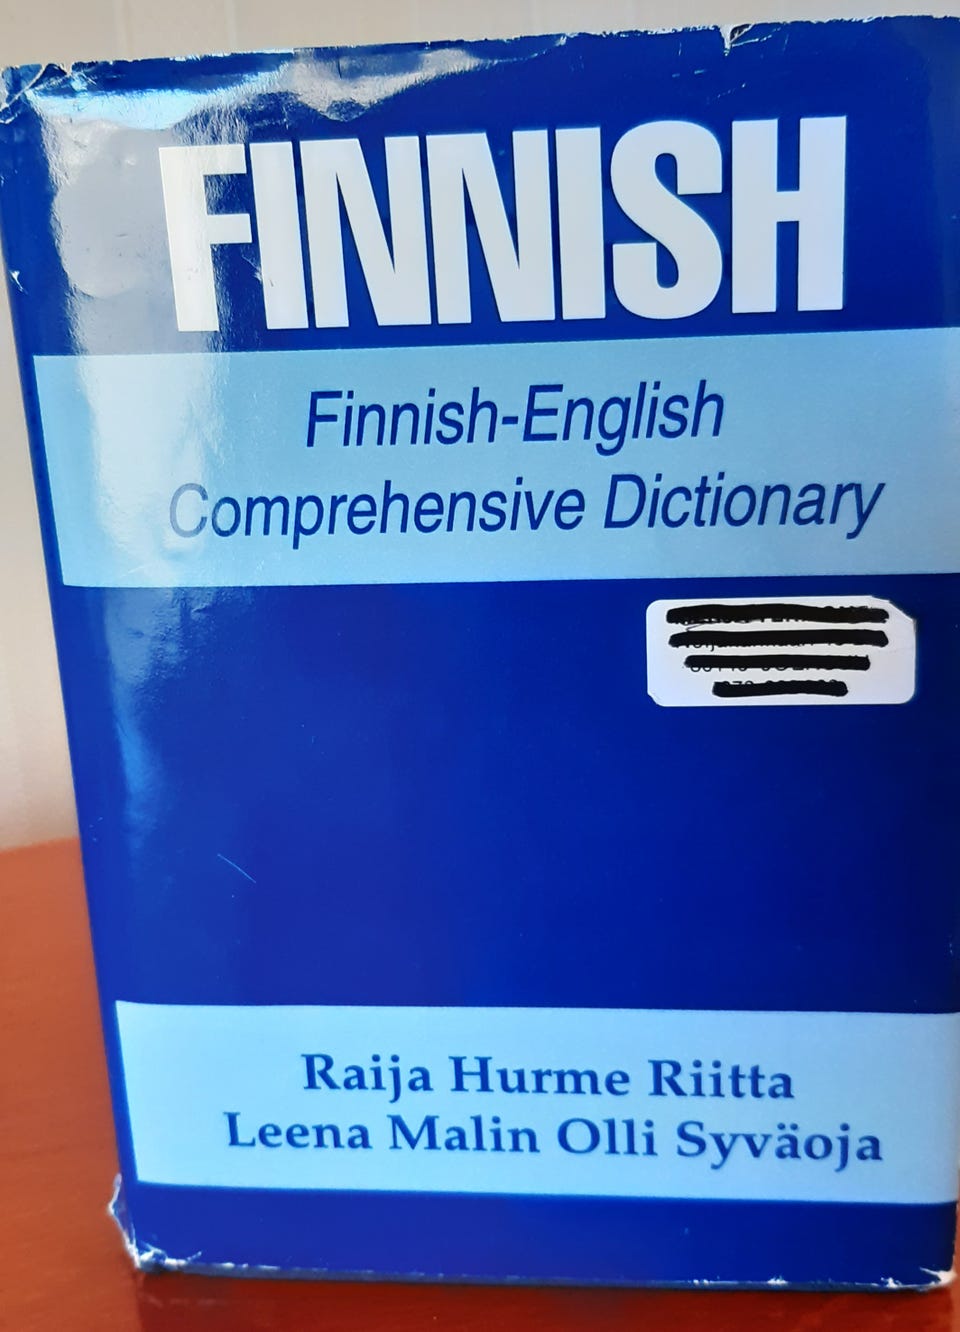 FINNISH
Finnish-English
Comprehensive Dictionary
Raija Hurme Riitta
Leena Malin Olli Syväoja